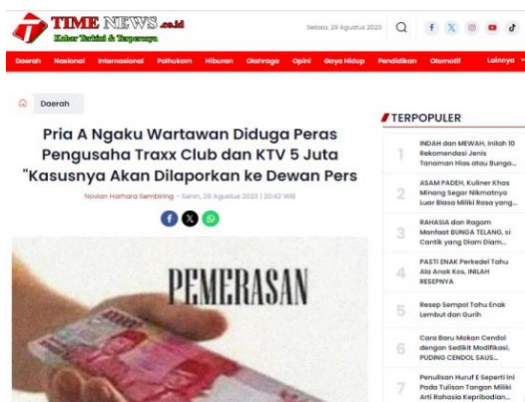 TIME NEWS.co.id
Kabar Terkini & Terpercaya
Selasa, 29 Agustus 2023
Daerah Nasional Internasional Polhukam Hiburan Olahraga Opini Gaya Hidup Pendidikan Otomotif Lainnya
Daerah
Pria A Ngaku Wartawan Diduga Peras
Pengusaha Traxx Club dan KTV 5 Juta
"Kasusnya Akan Dilaporkan ke Dewan Pers
Novian Harhara Sembiring - Senin, 28 Agustus 2023 | 20:42 WIB
PEMERASAN
TERPOPULER
1
INDAH dan MEWAH, Inilah 10
Rekomendasi Jenis
Tanaman Hias atau Bunga...
2
ASAM PADEH, Kuliner Khas
Minang Segar Nikmatnya
Luar Biasa Miliki Rasa yang...
3
RAHASIA dan Ragam
Manfaat BUNGA TELANG, si
Cantik yang Diam Diam...
4
PASTI ENAK Perkedel Tahu
Ala Anak Kos, INILAH
RESEPNYA
5
Resep Sempol Tahu Enak
Lembut dan Gurih
6
Cara Baru Makan Cendol
dengan Sedikit Modifikasi,
PUDING CENDOL SAUS...
7
Penulisan Huruf E Seperti Ini
Pada Tulisan Tangan Miliki
Arti Rahasia Kepribadian...